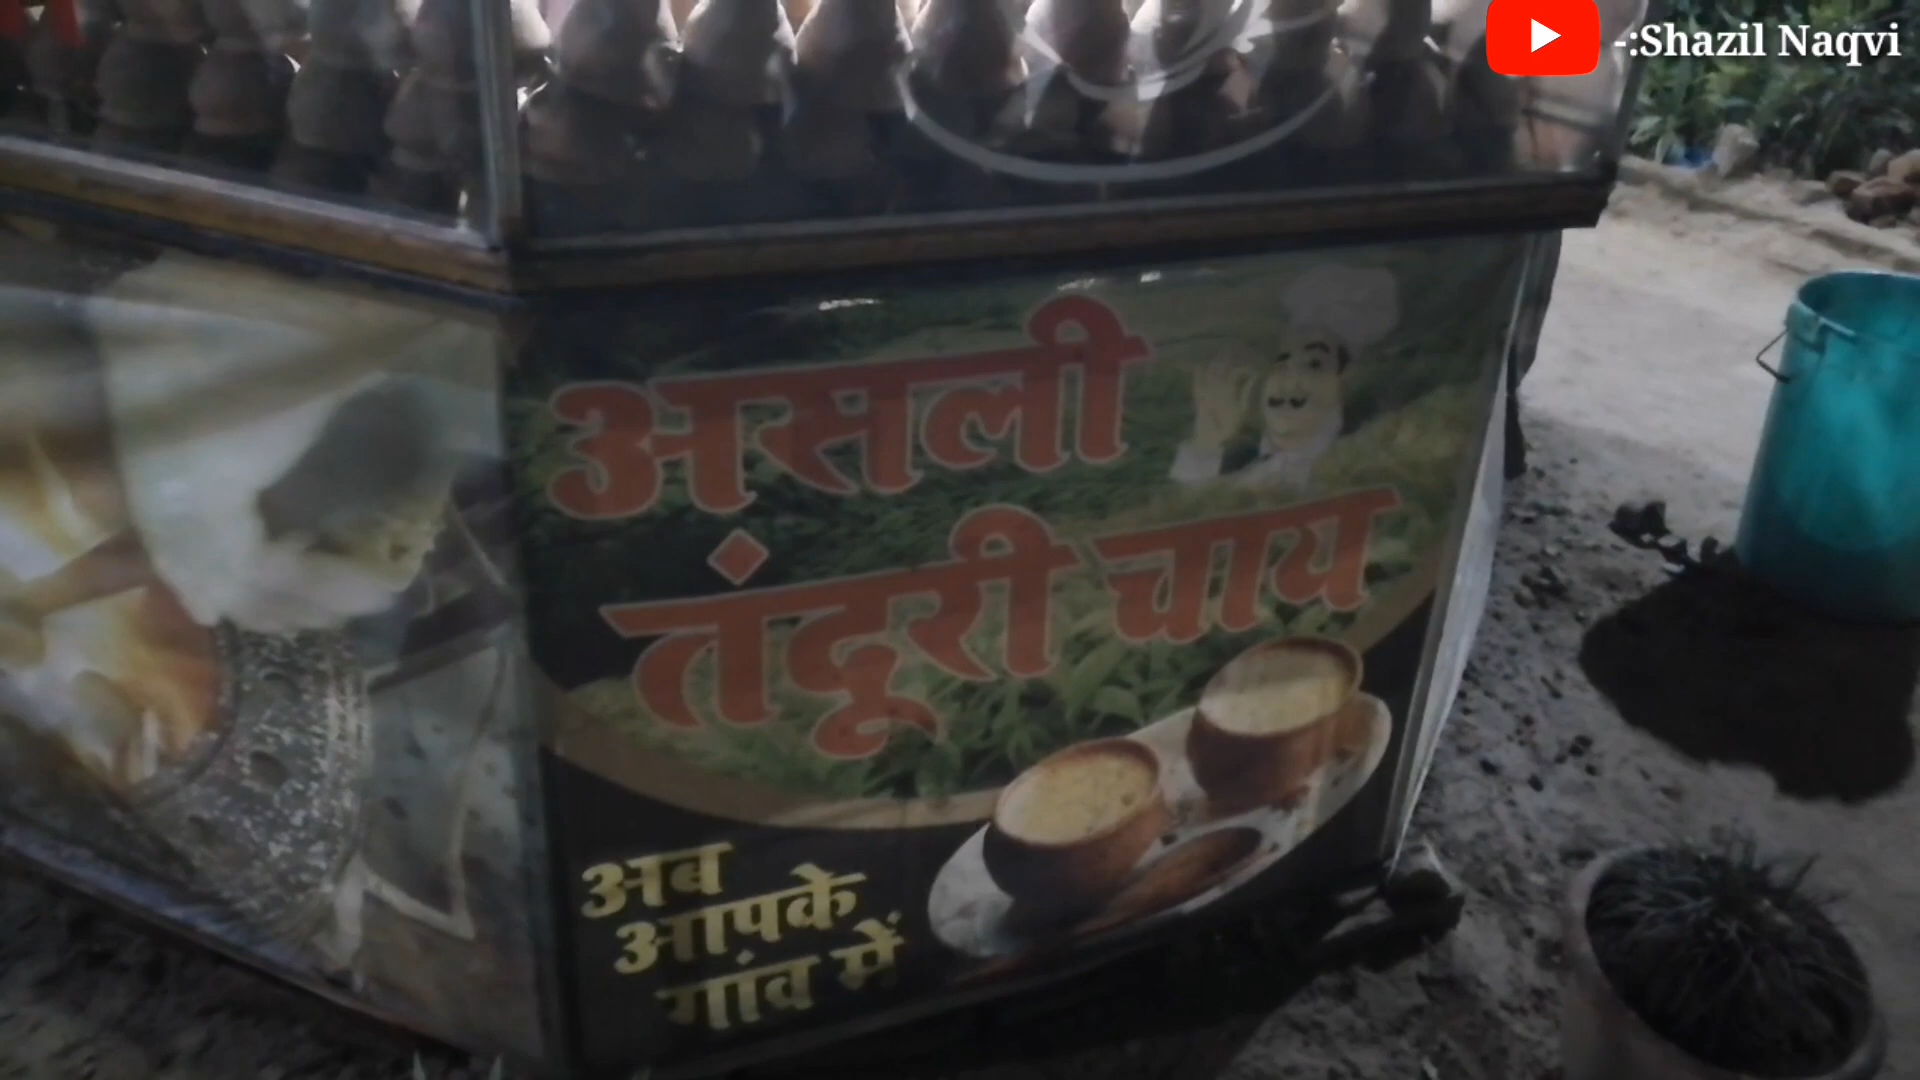 -:Shazil Naqvi
असली
तंदूरी चाय
अब
आपके
गांव में